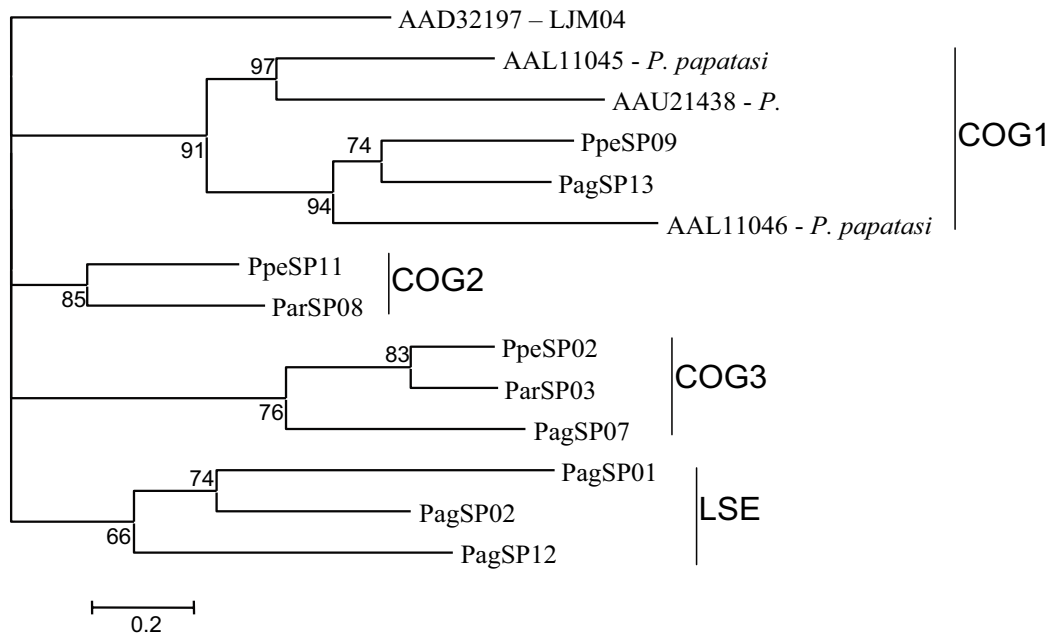 AAD32197 – LJM04
97
AAL11045 - P. papatasi
AAU21438 - P.
COG1
91
74
PpeSP09
PagSP13
94
AAL11046 - P. papatasi
PpeSP11
COG2
85
ParSP08
83
PpeSP02
ParSP03
COG3
76
PagSP07
74
PagSP01
PagSP02
LSE
66
PagSP12
0.2